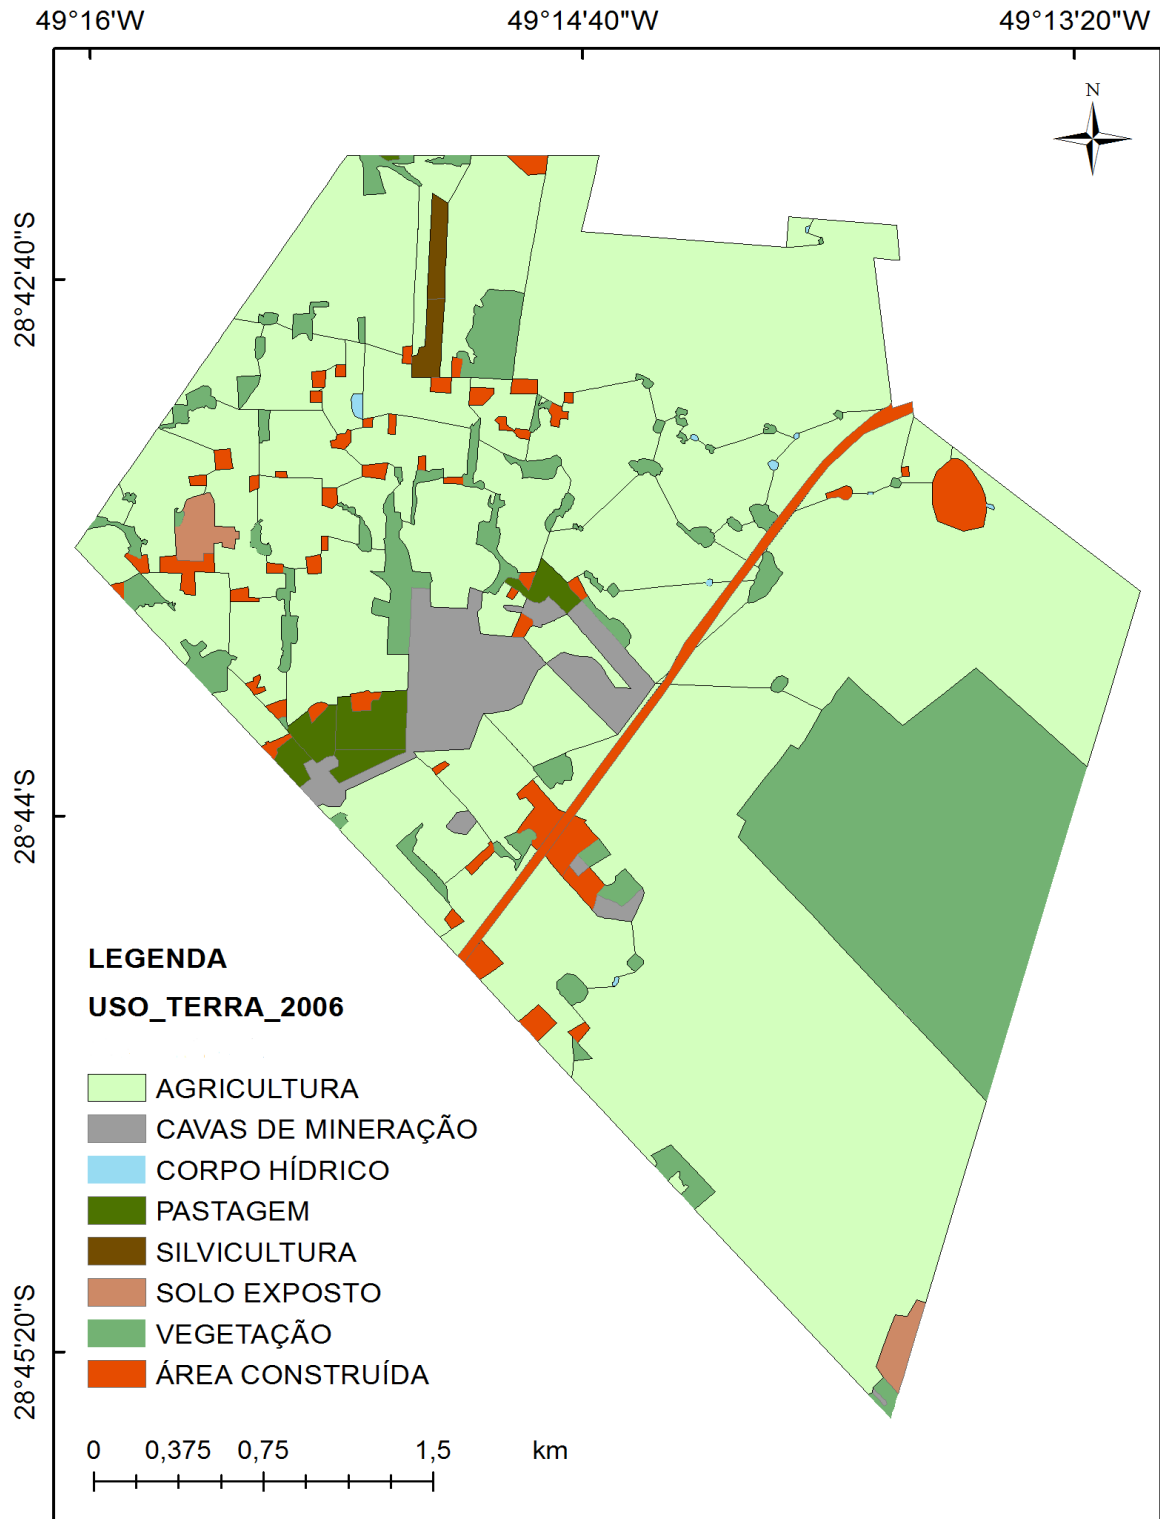 49°16'W 49°14'40"W 49°13'20"W
N
28°42'40"S
28°44'S
28°45'20"S
LEGENDA
USO_TERRA_2006
AGRICULTURA
CAVAS DE MINERAÇÃO
CORPO HÍDRICO
PASTAGEM
SILVICULTURA
SOLO EXPOSTO
VEGETAÇÃO
ÁREA CONSTRUÍDA
0 0,375 0,75 1,5 km